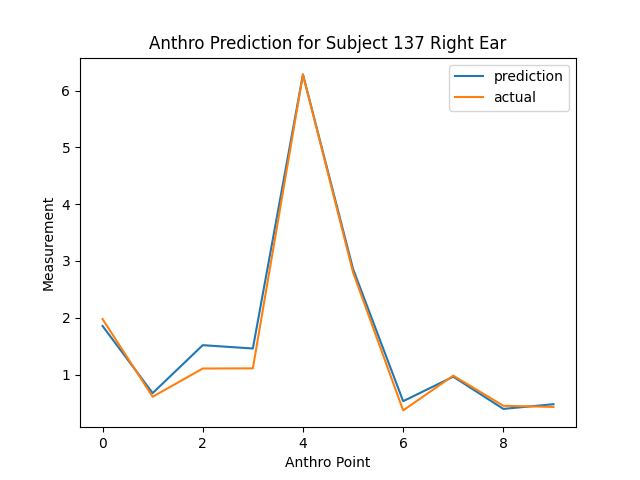 Anthro Prediction for Subject 137 Right Ear
prediction
actual
Measurement
6
5
4
3
2
1
0 2 4 6 8
Anthro Point